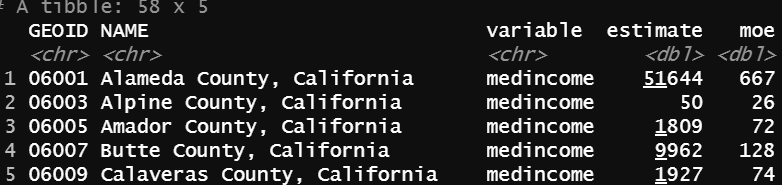 # A tibble: 58 x 5
GEOID NAME variable estimate moe
<chr> <chr> <chr> <dbl> <dbl>
1 06001 Alameda County, California medincome 51644 667
2 06003 Alpine County, California medincome 50 26
3 06005 Amador County, California medincome 1809 72
4 06007 Butte County, California medincome 9962 128
5 06009 Calaveras County, California medincome 1927 74